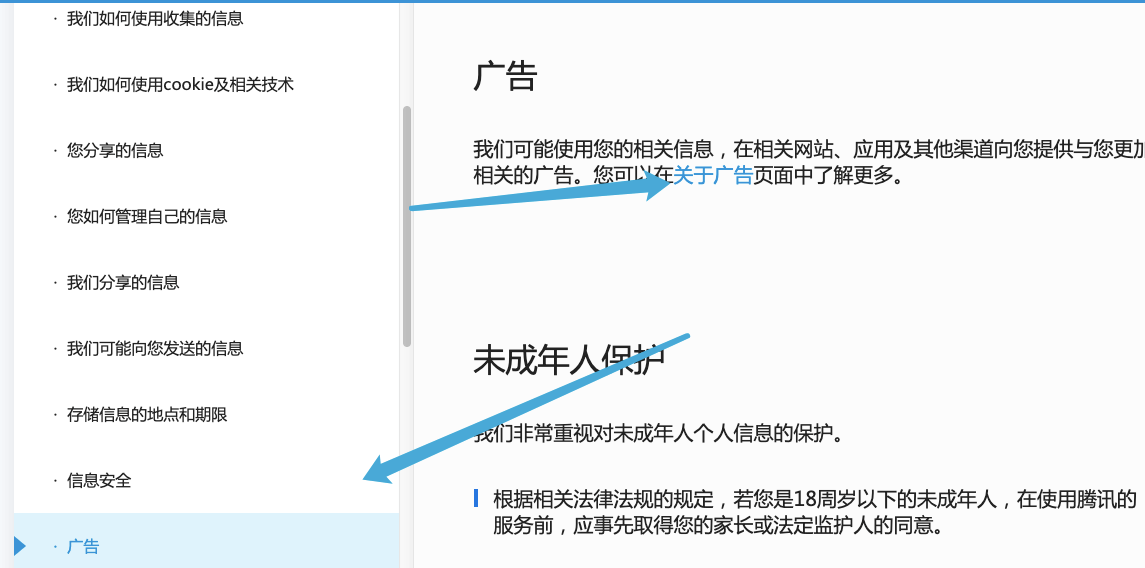 · 我们如何使用收集的信息
· 我们如何使用cookie及相关技术
· 您分享的信息
· 您如何管理自己的信息
· 我们分享的信息
· 我们可能向您发送的信息
· 存储信息的地点和期限
· 信息安全
· 广告
广告
我们可能使用您的相关信息，在相关网站、应用及其他渠道向您提供与您更加
相关的广告。您可以在关于广告页面中了解更多。
未成年人保护
我们非常重视对未成年人个人信息的保护。
根据相关法律法规的规定，若您是18周岁以下的未成年人，在使用腾讯的
服务前，应事先取得您的家长或法定监护人的同意。